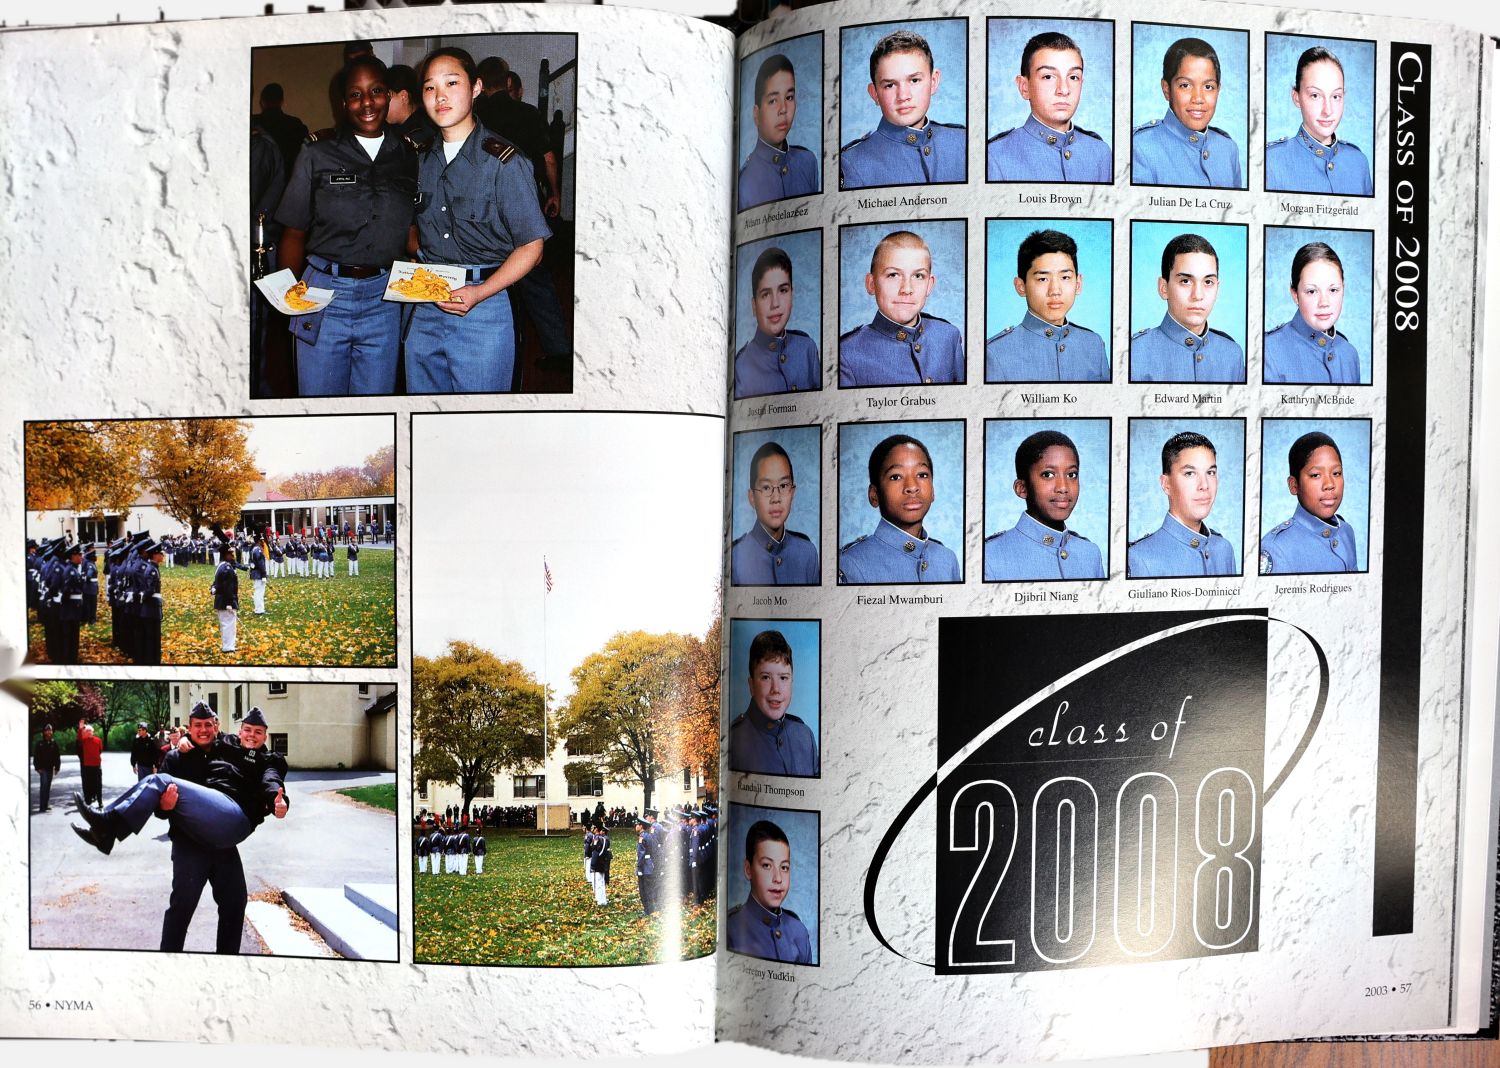 56 • NYMA
CLASS OF 2008
Adam Abedelazeez
Michael Anderson
Louis Brown
Julian De La Cruz
Morgan Fitzgerald
Justin Forman
Taylor Grabus
William Ko
Edward Martin
Kathryn McBride
Jacob Mo
Fiezal Mwamburi
Djibril Niang
Giuliano Rios-Dominicci
Jeremis Rodrigues
Randall Thompson
Jeremy Yudkin
class of
2008
2003 • 57